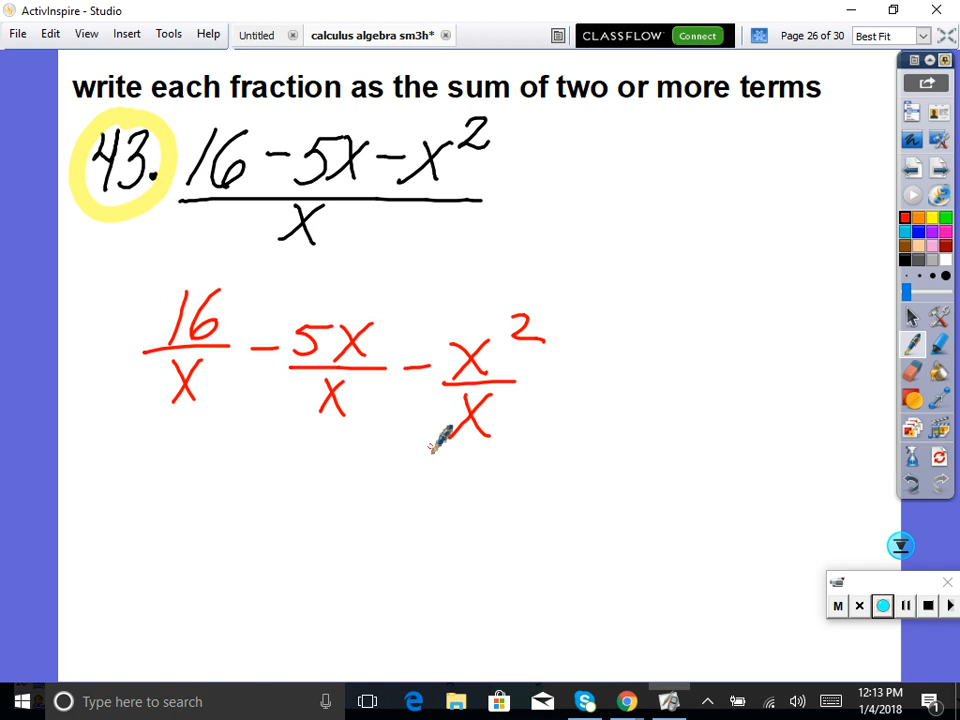 ActivInspire - Studio
File Edit View Insert Tools Help Untitled calculus algebra sm3h* CLASSFLOW Connect Page 26 of 30 Best Fit
write each fraction as the sum of two or more terms
43. 16 - 5x - x²
x
16/x - 5x/x - x²/x
M
Type here to search
12:13 PM
1/4/2018
1